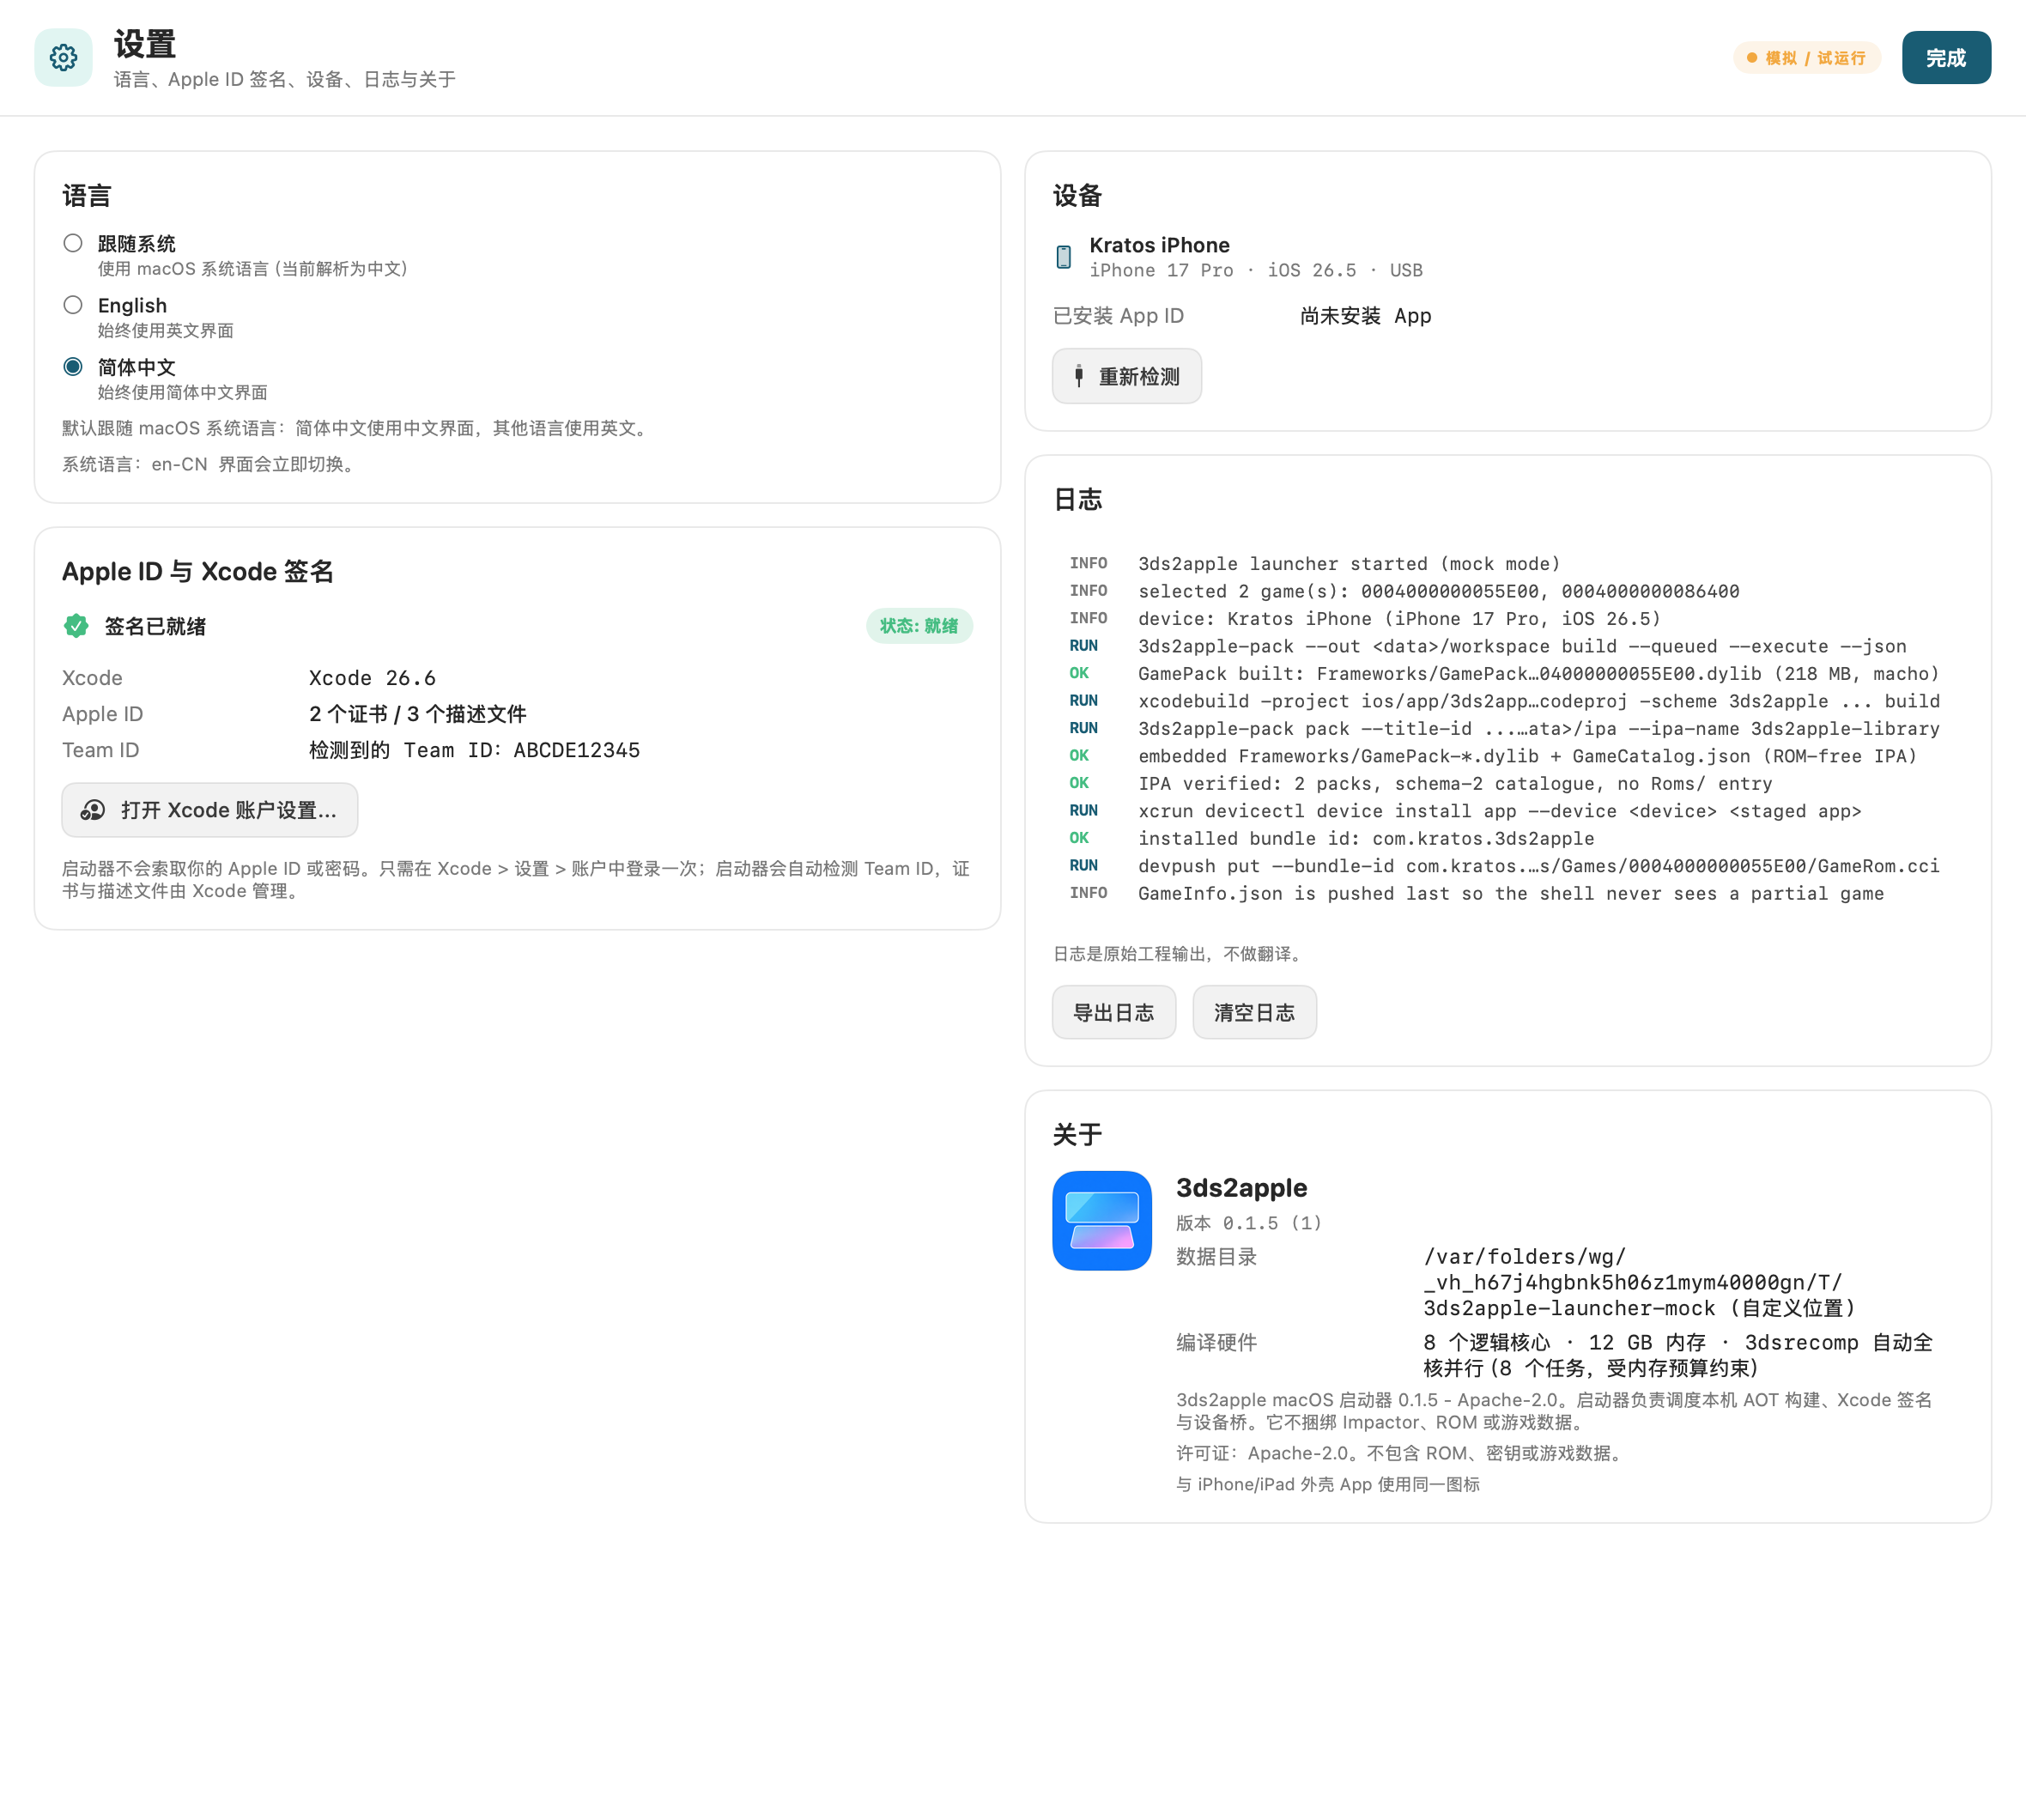 设置
语言、Apple ID 签名、设备、日志与关于
模拟 / 试运行
完成
语言
跟随系统
使用 macOS 系统语言 (当前解析为中文)
English
始终使用英文界面
简体中文
始终使用简体中文界面
默认跟随 macOS 系统语言：简体中文使用中文界面，其他语言使用英文。
系统语言：en-CN 界面会立即切换。
Apple ID 与 Xcode 签名
签名已就绪
状态: 就绪
Xcode Xcode 26.6
Apple ID 2 个证书 / 3 个描述文件
Team ID 检测到的 Team ID：ABCDE12345
打开 Xcode 账户设置...
启动器不会索取你的 Apple ID 或密码。只需在 Xcode > 设置 > 账户中登录一次；启动器会自动检测 Team ID，证
书与描述文件由 Xcode 管理。
设备
Kratos iPhone
iPhone 17 Pro · iOS 26.5 · USB
已安装 App ID 尚未安装 App
重新检测
日志
INFO 3ds2apple launcher started (mock mode)
INFO selected 2 game(s): 0004000000055E00, 0004000000086400
INFO device: Kratos iPhone (iPhone 17 Pro, iOS 26.5)
RUN 3ds2apple-pack --out <data>/workspace build --queued --execute --json
OK GamePack built: Frameworks/GamePack…04000000055E00.dylib (218 MB, macho)
RUN xcodebuild -project ios/app/3ds2app…codeproj -scheme 3ds2apple ... build
RUN 3ds2apple-pack pack --title-id ...…ata>/ipa --ipa-name 3ds2apple-library
OK embedded Frameworks/GamePack-*.dylib + GameCatalog.json (ROM-free IPA)
OK IPA verified: 2 packs, schema-2 catalogue, no Roms/ entry
RUN xcrun devicectl device install app --device <device> <staged app>
OK installed bundle id: com.kratos.3ds2apple
RUN devpush put --bundle-id com.kratos.…s/Games/0004000000055E00/GameRom.cci
INFO GameInfo.json is pushed last so the shell never sees a partial game
日志是原始工程输出，不做翻译。
导出日志
清空日志
关于
3ds2apple
版本 0.1.5 (1)
数据目录 /var/folders/wg/
_vh_h67j4hgbnk5h06z1mym40000gn/T/
3ds2apple-launcher-mock (自定义位置)
编译硬件 8 个逻辑核心 · 12 GB 内存 · 3dsrecomp 自动全
核并行 (8 个任务，受内存预算约束)
3ds2apple macOS 启动器 0.1.5 - Apache-2.0。启动器负责调度本机 AOT 构建、Xcode 签名
与设备桥。它不捆绑 Impactor、ROM 或游戏数据。
许可证：Apache-2.0。不包含 ROM、密钥或游戏数据。
与 iPhone/iPad 外壳 App 使用同一图标